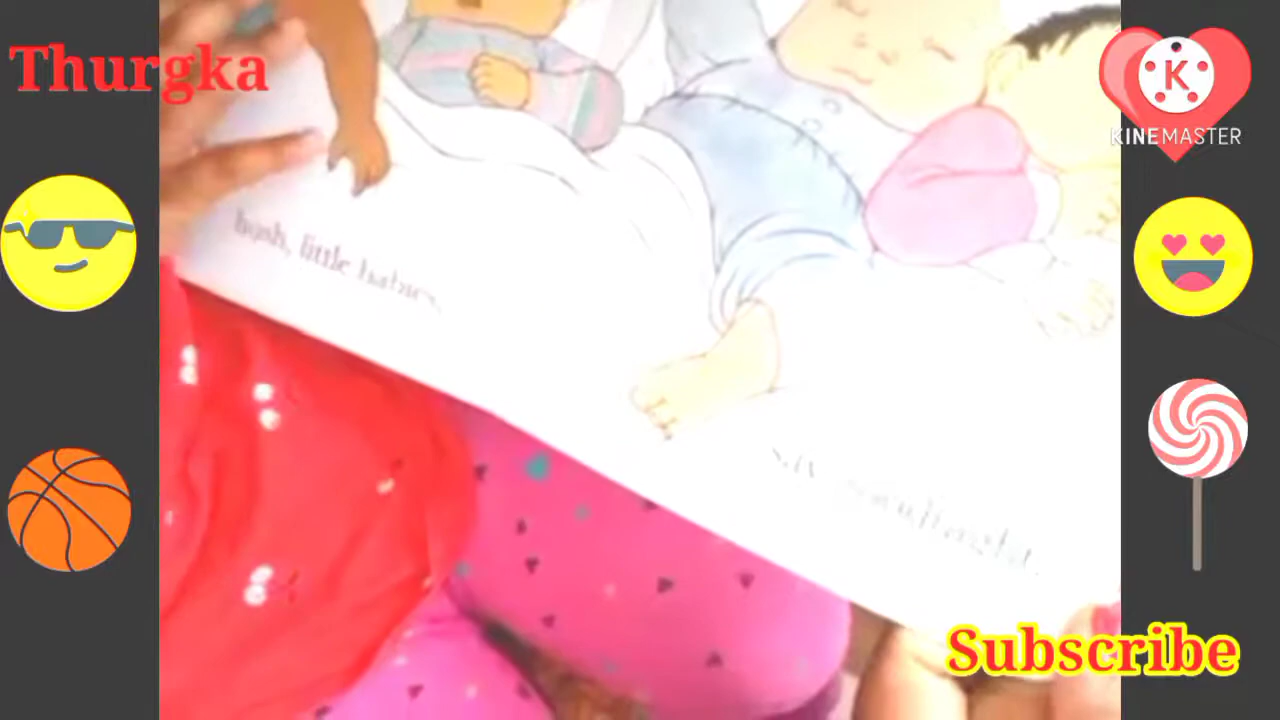 Thurgka
K
KINEMASTER
hush, little babies,
Subscribe